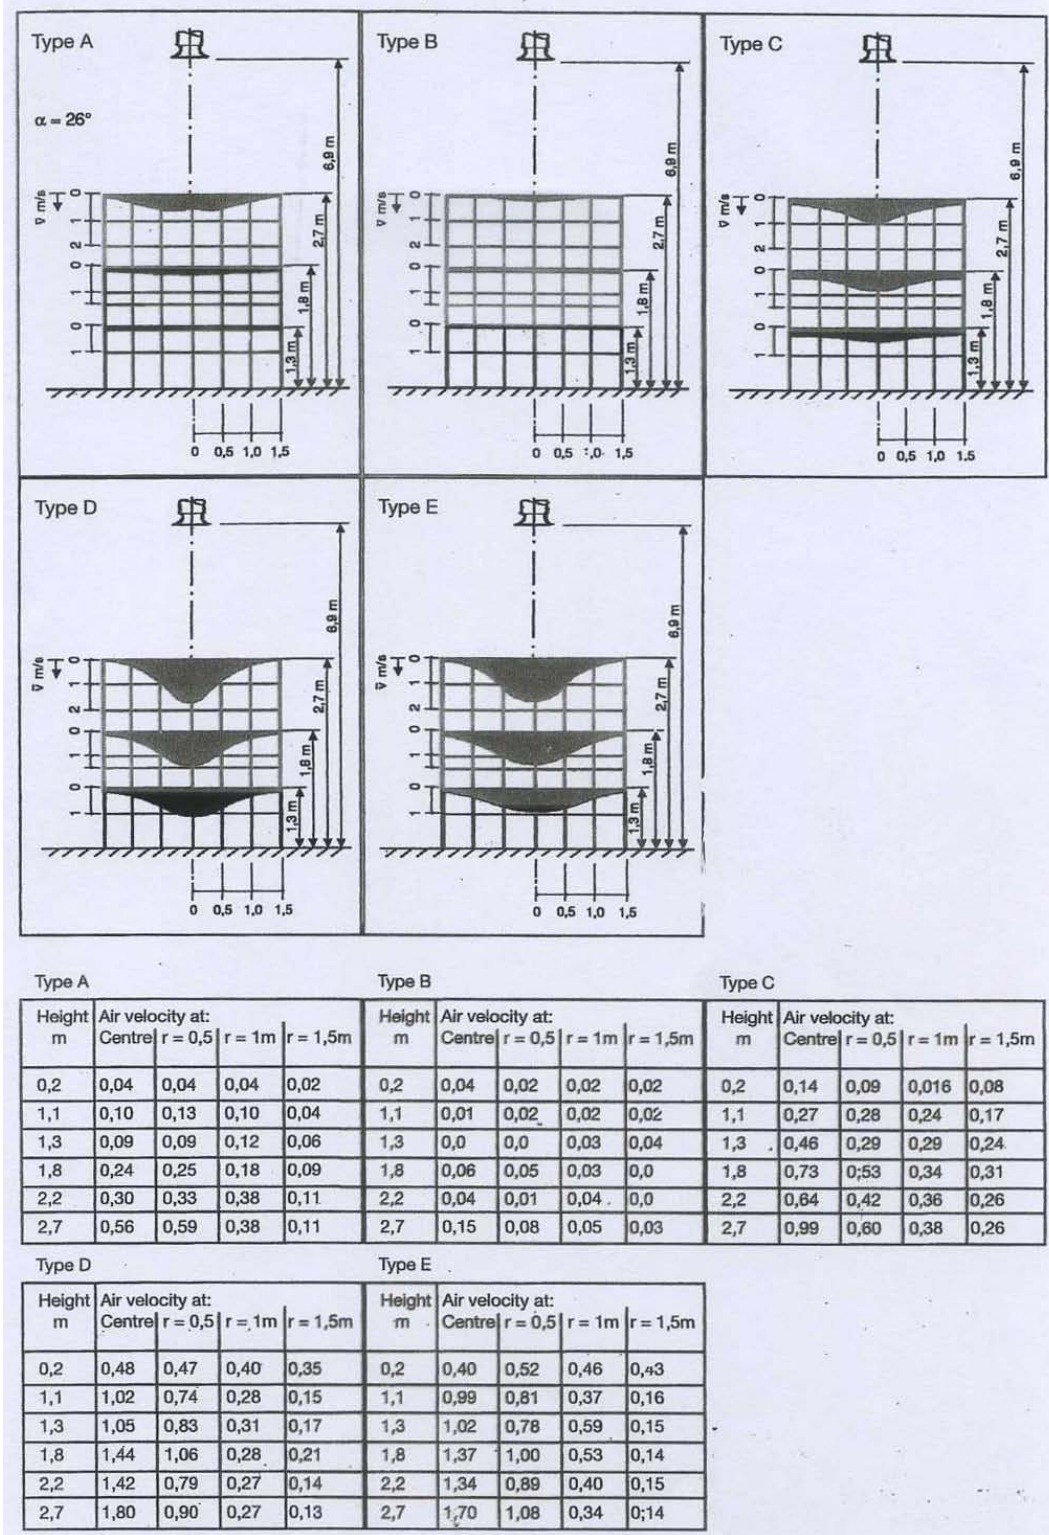 Type A
α = 26°
6,9 m
v̄ m/s
0
1
2
0
1
0
1
2,7 m
1,8 m
1,3 m
0 0,5 1,0 1,5
Type B
6,9 m
v̄ m/s
0
1
2
0
1
0
1
2,7 m
1,8 m
1,3 m
0 0,5 1,0 1,5
Type C
6,9 m
v̄ m/s
0
1
2
0
1
0
1
2,7 m
1,8 m
1,3 m
0 0,5 1,0 1.5
Type D
6,9 m
v̄ m/s
0
1
2
0
1
0
1
2,7 m
1,8 m
1,3 m
0 0,5 1,0 1,5
Type E
6,9 m
v̄ m/s
0
1
2
0
1
0
1
2,7 m
1,8 m
1,3 m
0 0,5 1,0 1,5
Type A
Height Air velocity at:
m Centre r = 0,5 r = 1m r = 1,5m
0,2 0,04 0,04 0,04 0,02
1,1 0,10 0,13 0,10 0,04
1,3 0,09 0,09 0,12 0,06
1,8 0,24 0,25 0,18 0,09
2,2 0,30 0,33 0,38 0,11
2,7 0,56 0,59 0,38 0,11
Type B
Height Air velocity at:
m Centre r = 0,5 r = 1m r = 1,5m
0,2 0,04 0,02 0,02 0,02
1,1 0,01 0,02 0,02 0,02
1,3 0,0 0,0 0,03 0,04
1,8 0,06 0,05 0,03 0,0
2,2 0,04 0,01 0,04 0,0
2,7 0,15 0,08 0,05 0,03
Type C
Height Air velocity at:
m Centre r = 0,5 r = 1m r = 1,5m
0,2 0,14 0,09 0,016 0,08
1,1 0,27 0,28 0,24 0,17
1,3 0,46 0,29 0,29 0,24
1,8 0,73 0,53 0,34 0,31
2,2 0,64 0,42 0,36 0,26
2,7 0,99 0,60 0,38 0,26
Type D
Height Air velocity at:
m Centre r = 0,5 r = 1m r = 1,5m
0,2 0,48 0,47 0,40 0,35
1,1 1,02 0,74 0,28 0,15
1,3 1,05 0,83 0,31 0,17
1,8 1,44 1,06 0,28 0,21
2,2 1,42 0,79 0,27 0,14
2,7 1,80 0,90 0,27 0,13
Type E
Height Air velocity at:
m Centre r = 0,5 r = 1m r = 1,5m
0,2 0,40 0,52 0,46 0,43
1,1 0,99 0,81 0,37 0,16
1,3 1,02 0,78 0,59 0,15
1,8 1,37 1,00 0,53 0,14
2,2 1,34 0,89 0,40 0,15
2,7 1,70 1,08 0,34 0,14